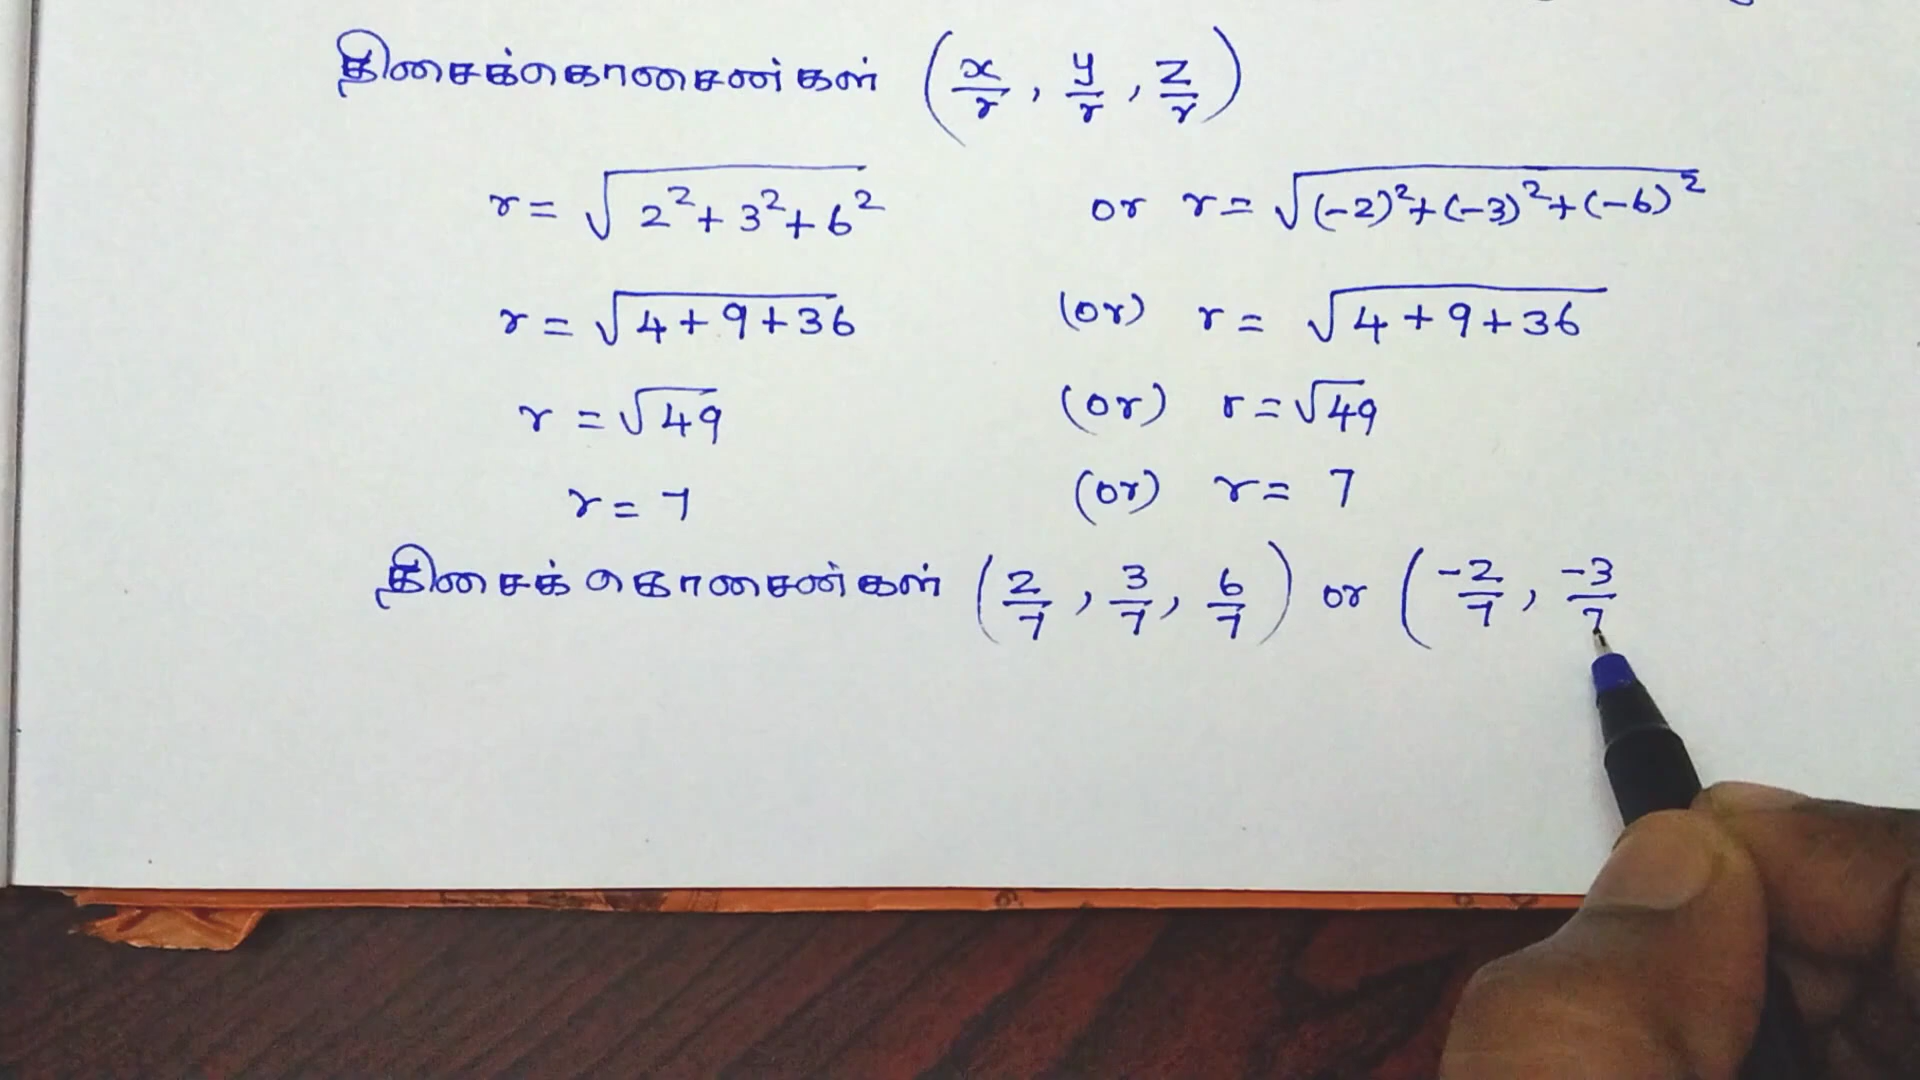 திசைக்கொசைன்கள் (x/r, y/r, z/r)
r = √2²+3²+6² or r = √(-2)²+(-3)²+(-6)²
r = √4+9+36 (or) r = √4+9+36
r = √49 (or) r = √49
r = 7 (or) r = 7
திசைக் கொசைன்கள் (2/7, 3/7, 6/7) or (-2/7, -3/7